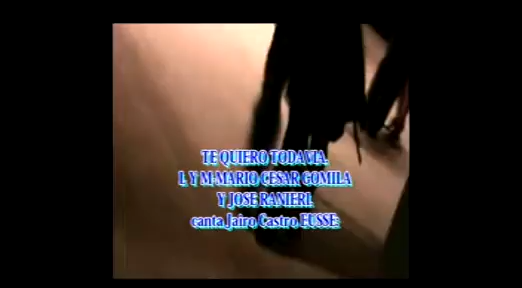 TE QUIERO TODAVIA.
L Y M-MARIO CESAR GOMILA
Y JOSE RANIERI.
canta Jairo Castro EUSSE